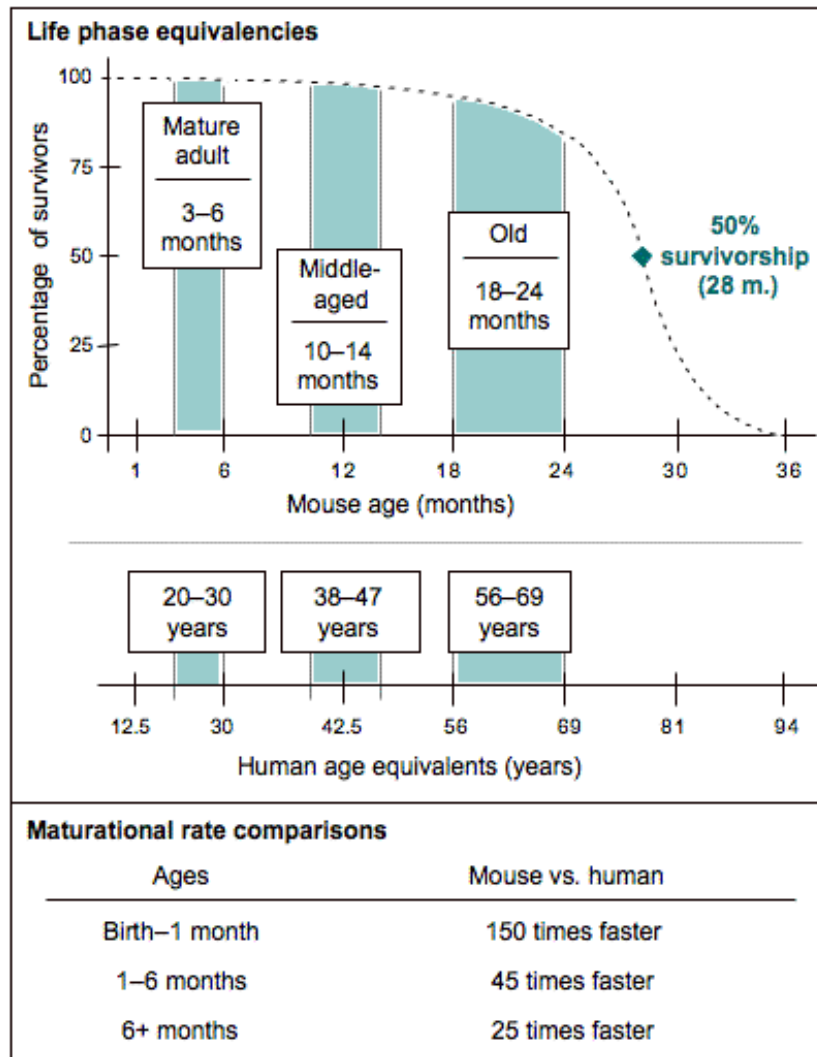 Life phase equivalencies
Percentage of survivors
100
75
50
25
0
Mature
adult
3–6
months
Middle-
aged
10–14
months
Old
18–24
months
50%
survivorship
(28 m.)
1 6 12 18 24 30 36
Mouse age (months)
20–30
years
38–47
years
56–69
years
12.5 30 42.5 56 69 81 94
Human age equivalents (years)
Maturational rate comparisons
Ages Mouse vs. human
Birth–1 month 150 times faster
1–6 months 45 times faster
6+ months 25 times faster